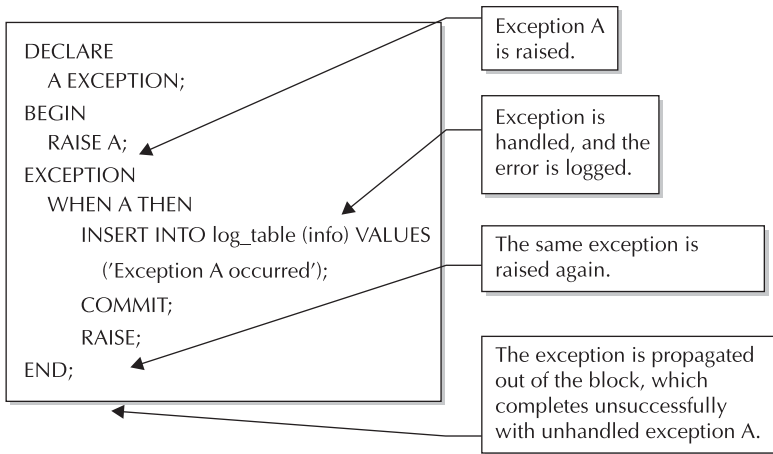 DECLARE
A EXCEPTION;
BEGIN
RAISE A;
EXCEPTION
WHEN A THEN
INSERT INTO log_table (info) VALUES
('Exception A occurred');
COMMIT;
RAISE;
END;
Exception A
is raised.
Exception is
handled, and the
error is logged.
The same exception is
raised again.
The exception is propagated
out of the block, which
completes unsuccessfully
with unhandled exception A.